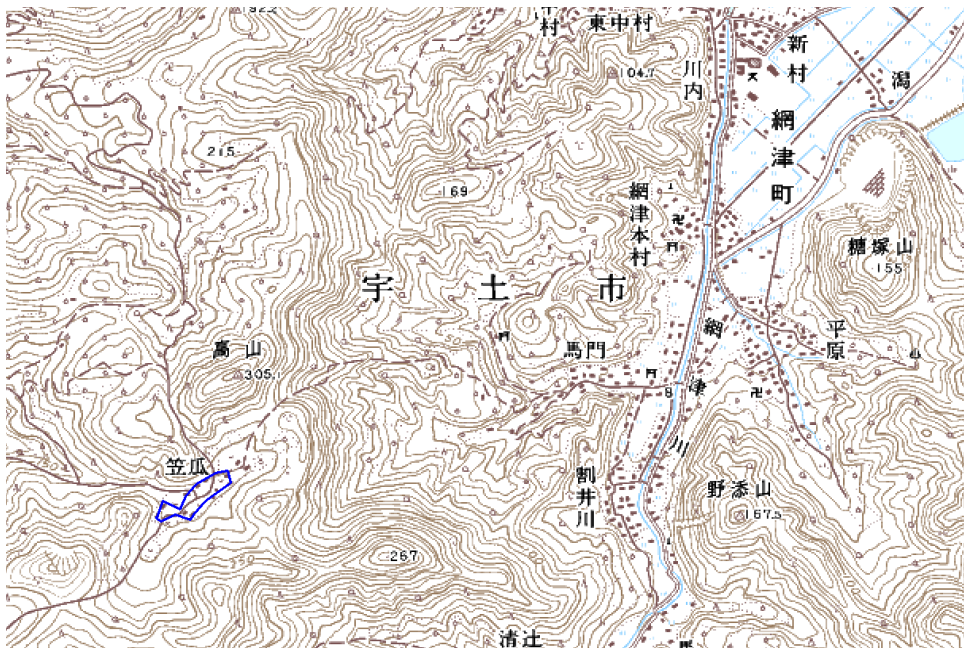 東中村
104.7
川内
新村
潟
網津町
215
169
網津本村
糖塚山
155
宇土市
高山
305.1
馬門
平原
網津川
8
笠瓜
割井川
野添山
167.5
267
清辻